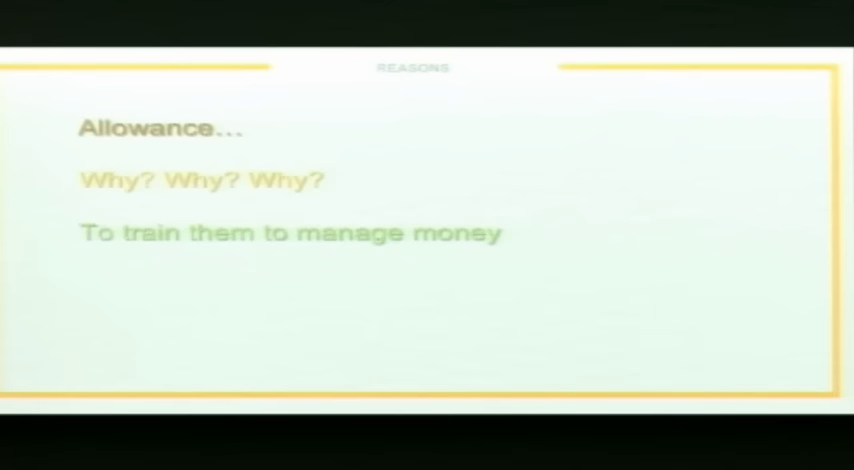 REASONS
Allowance...
Why? Why? Why?
To train them to manage money